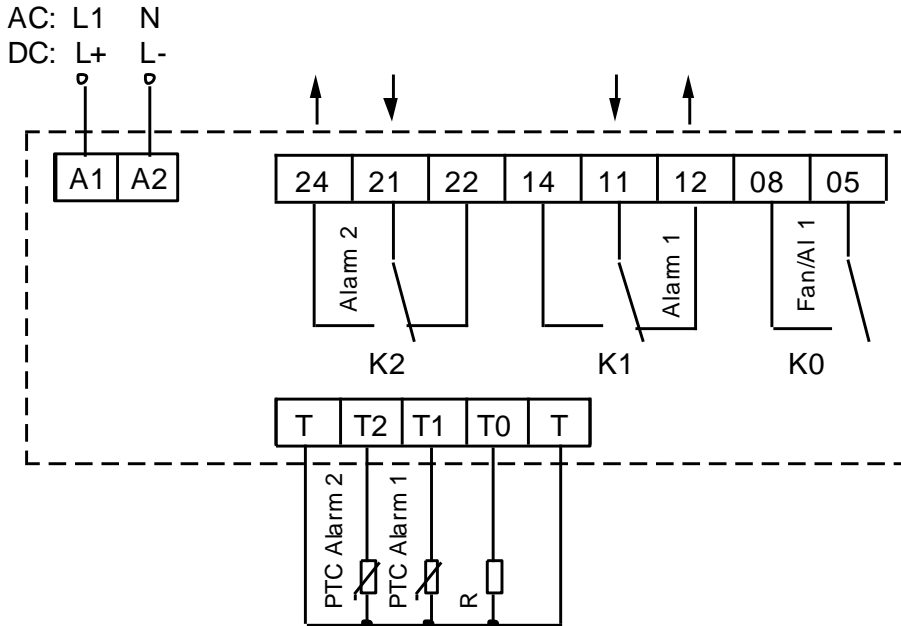 AC: L1 N
DC: L+ L-
A1 A2
24 21 22 14 11 12 08 05
Alarm 2
Alarm 1
Fan/Al 1
K2 K1 K0
T T2 T1 T0 T
PTC Alarm 2
PTC Alarm 1
R